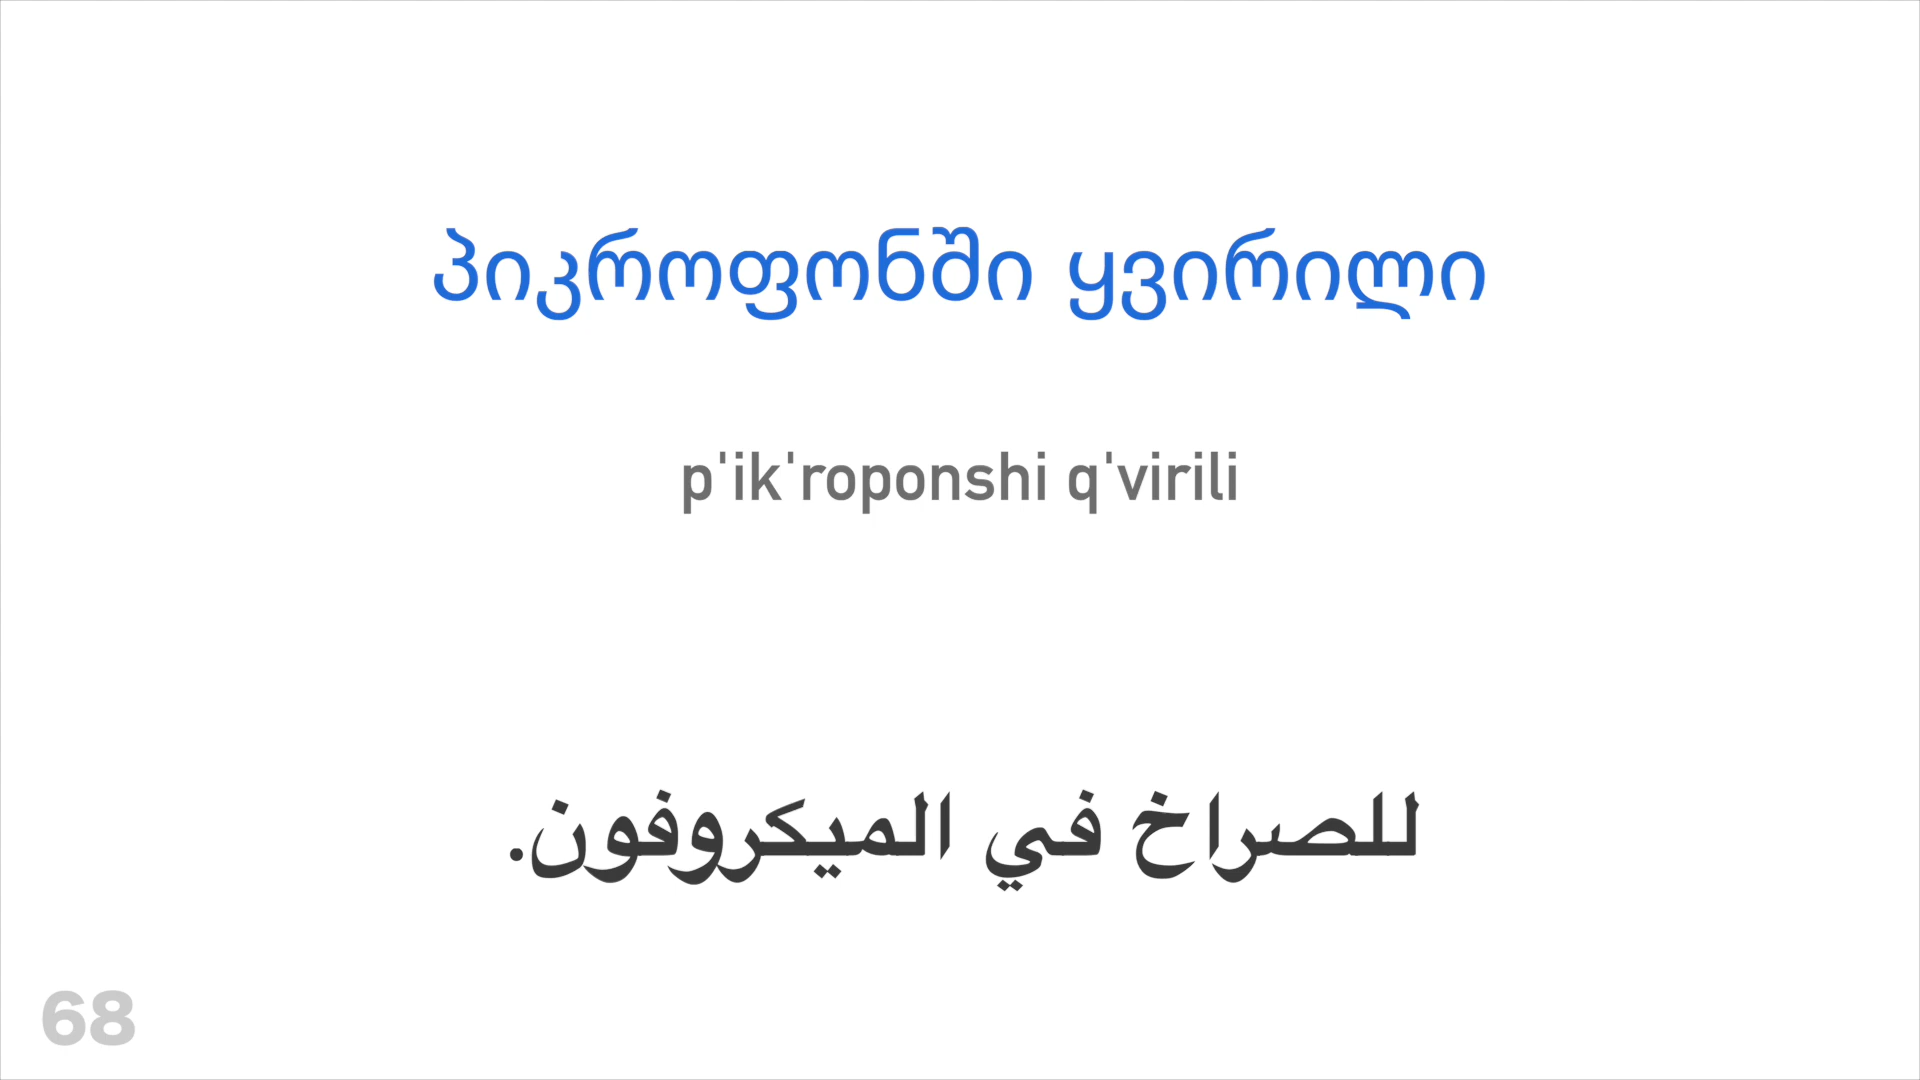 პიკროფონში ყვირილი
p'ik'roponshi q'virili
للصراخ في الميكروفون.
68